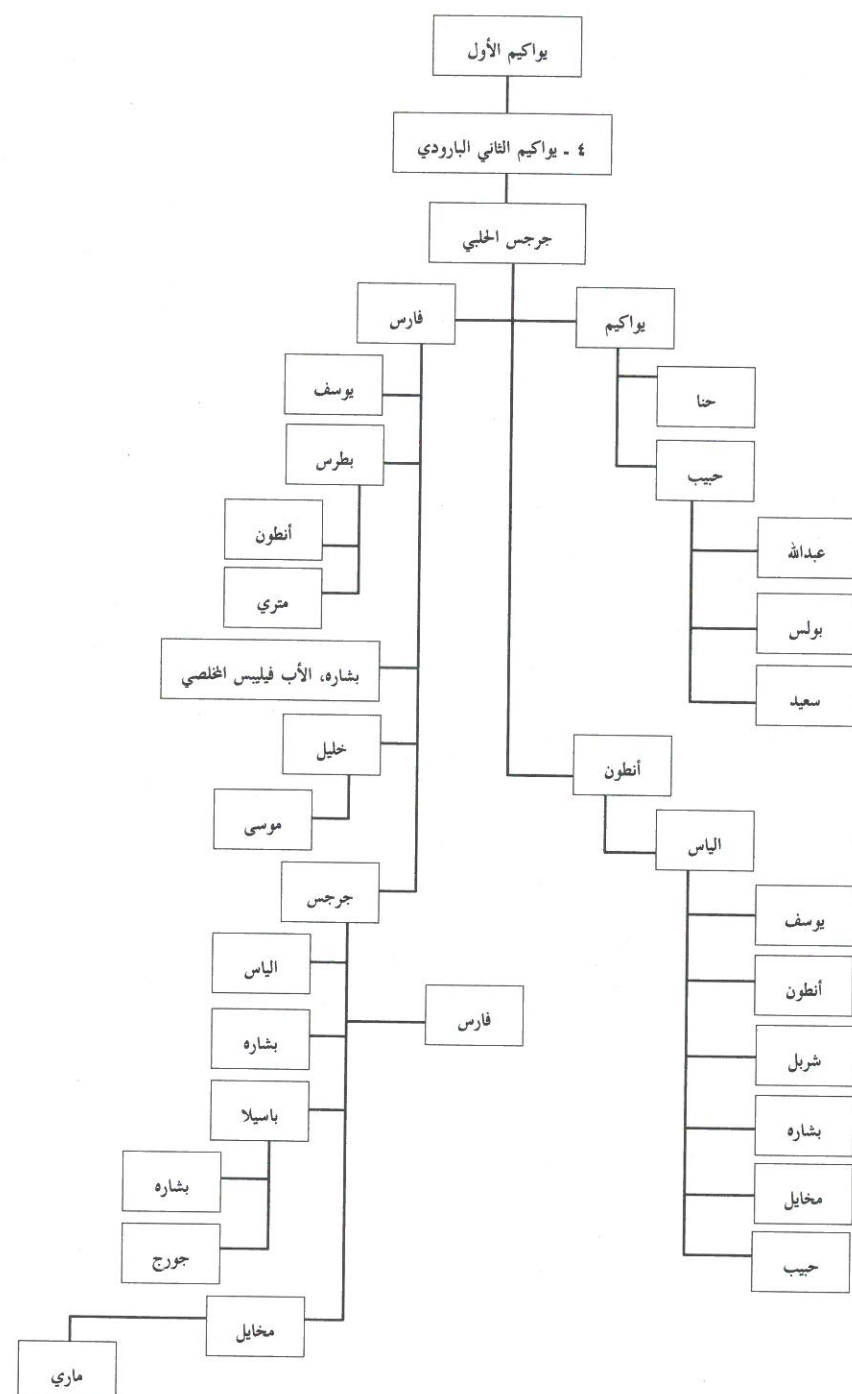 يواكيم الأول
٤ ـ يواكيم الثاني البارودي
جرجس الحلبي
يواكيم
فارس
حنا
حبيب
عبدالله
بولس
سعيد
أنطون
الياس
يوسف
أنطون
شربل
بشاره
مخايل
حبيب
يوسف
بطرس
أنطون
متري
بشاره، الأب فيليبس المخلصي
خليل
موسى
جرجس
الياس
فارس
بشاره
باسيلا
بشاره
جورج
مخايل
ماري